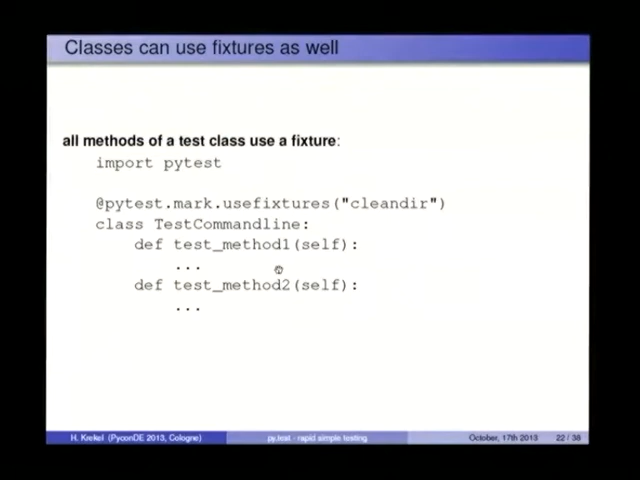 Classes can use fixtures as well
all methods of a test class use a fixture:
import pytest
@pytest.mark.usefixtures("cleandir")
class TestCommandline:
def test_method1(self):
...
def test_method2(self):
...
H. Krekel (PyconDE 2013, Cologne) py.test - rapid simple testing October, 17th 2013 22 / 38